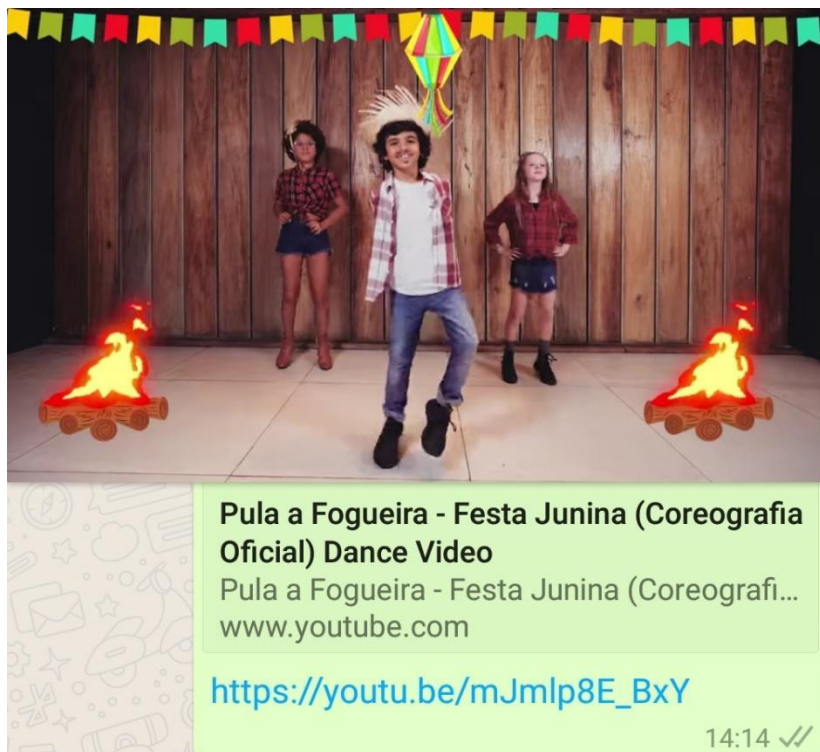 Pula a Fogueira - Festa Junina (Coreografia
Oficial) Dance Video
Pula a Fogueira - Festa Junina (Coreografi...
www.youtube.com
https://youtu.be/mJmlp8E_BxY
14:14